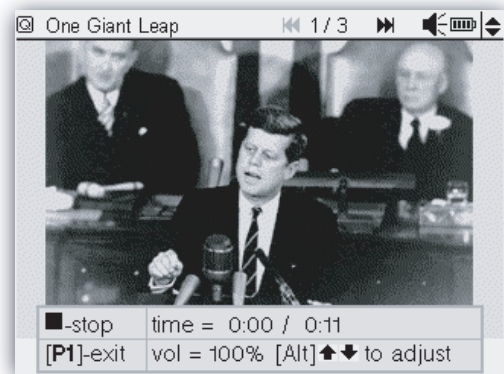 One Giant Leap 1 / 3
-stop time = 0:00 / 0:11
[P1]-exit vol = 100% [Alt] to adjust